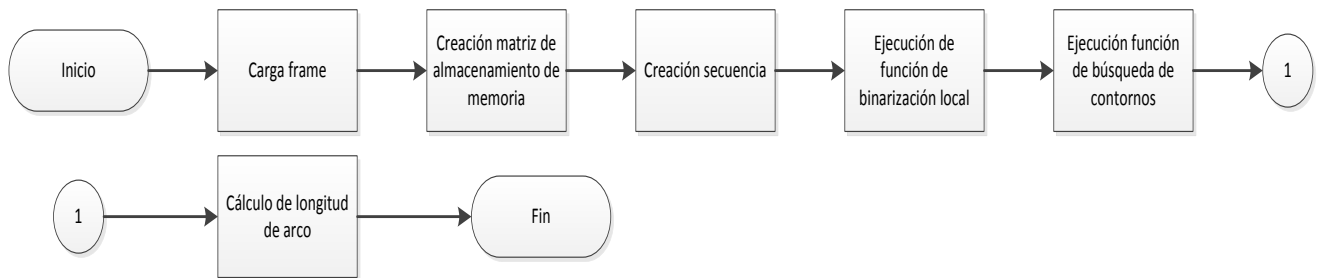 Inicio
Carga frame
Creación matriz de
almacenamiento de
memoria
Creación secuencia
Ejecución de
función de
binarización local
Ejecución función
de búsqueda de
contornos
1
1
Cálculo de longitud
de arco
Fin